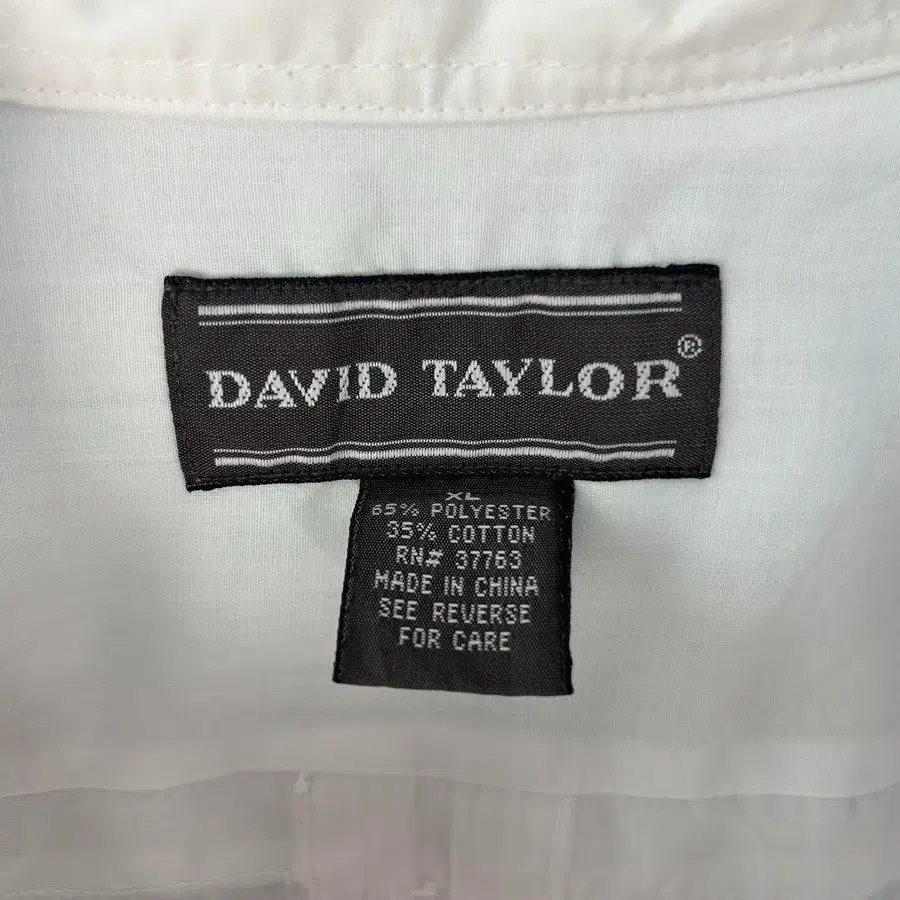 DAVID TAYLOR®
XL
65% POLYESTER
35% COTTON
RN# 37763
MADE IN CHINA
SEE REVERSE
FOR CARE